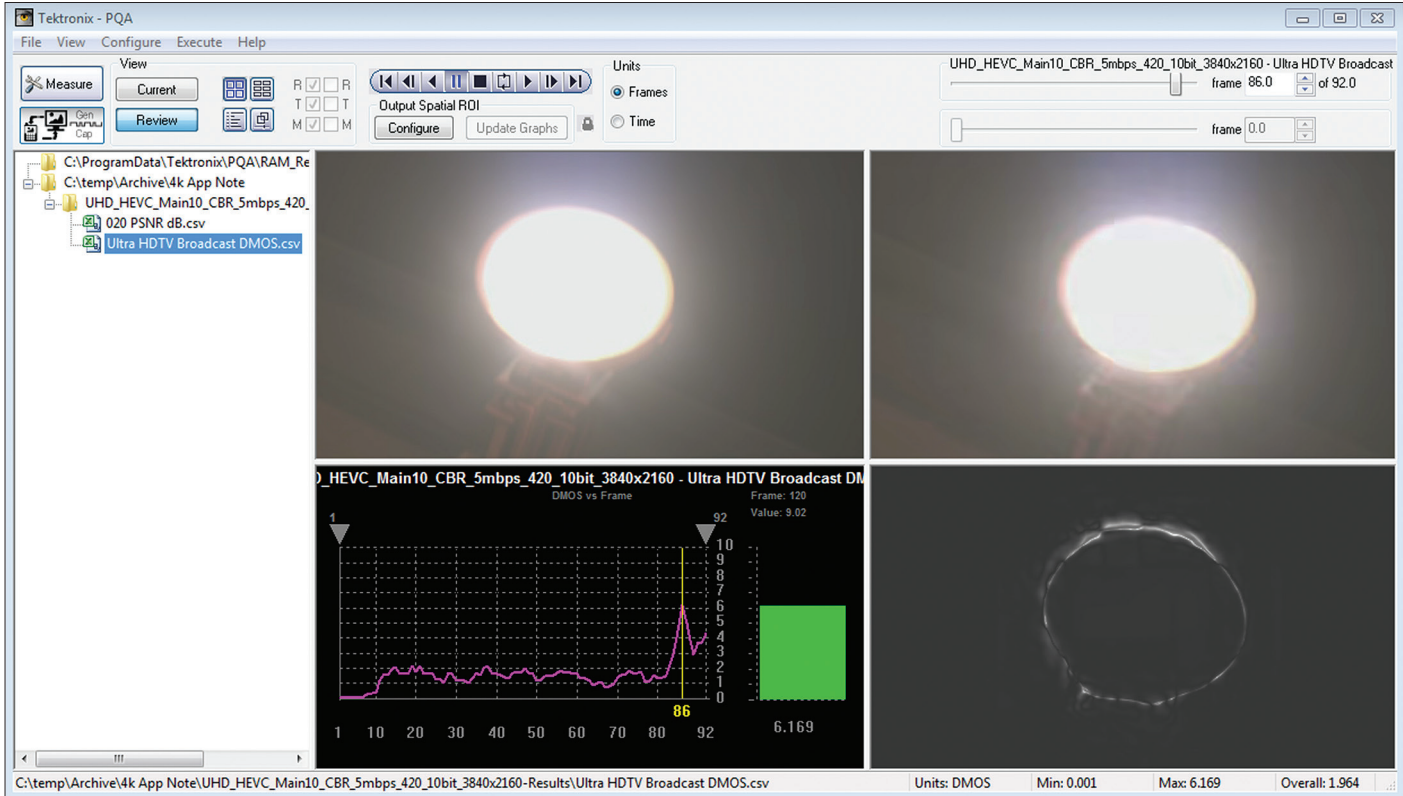 Tektronix - PQA
File View Configure Execute Help
Measure
Gen
Cap
View
Current
Review
R R
T T
M M
Output Spatial ROI
Configure Update Graphs
Units
Frames
Time
UHD_HEVC_Main10_CBR_5mbps_420_10bit_3840x2160 - Ultra HDTV Broadcast
frame 86.0 of 92.0
frame 0.0
C:\ProgramData\Tektronix\PQA\RAM_Re
C:\temp\Archive\4k App Note
UHD_HEVC_Main10_CBR_5mbps_420_
020 PSNR dB.csv
Ultra HDTV Broadcast DMOS.csv
_HEVC_Main10_CBR_5mbps_420_10bit_3840x2160 - Ultra HDTV Broadcast
DMOS vs Frame
Frame: 120
Value: 9.02
1 92
10
9
8
7
6
5
4
3
2
1
0
86
1 10 20 30 40 50 60 70 80 92
6.169
C:\temp\Archive\4k App Note\UHD_HEVC_Main10_CBR_5mbps_420_10bit_3840x2160-Results\Ultra HDTV Broadcast DMOS.csv Units: DMOS Min: 0.001 Max: 6.169 Overall: 1.964